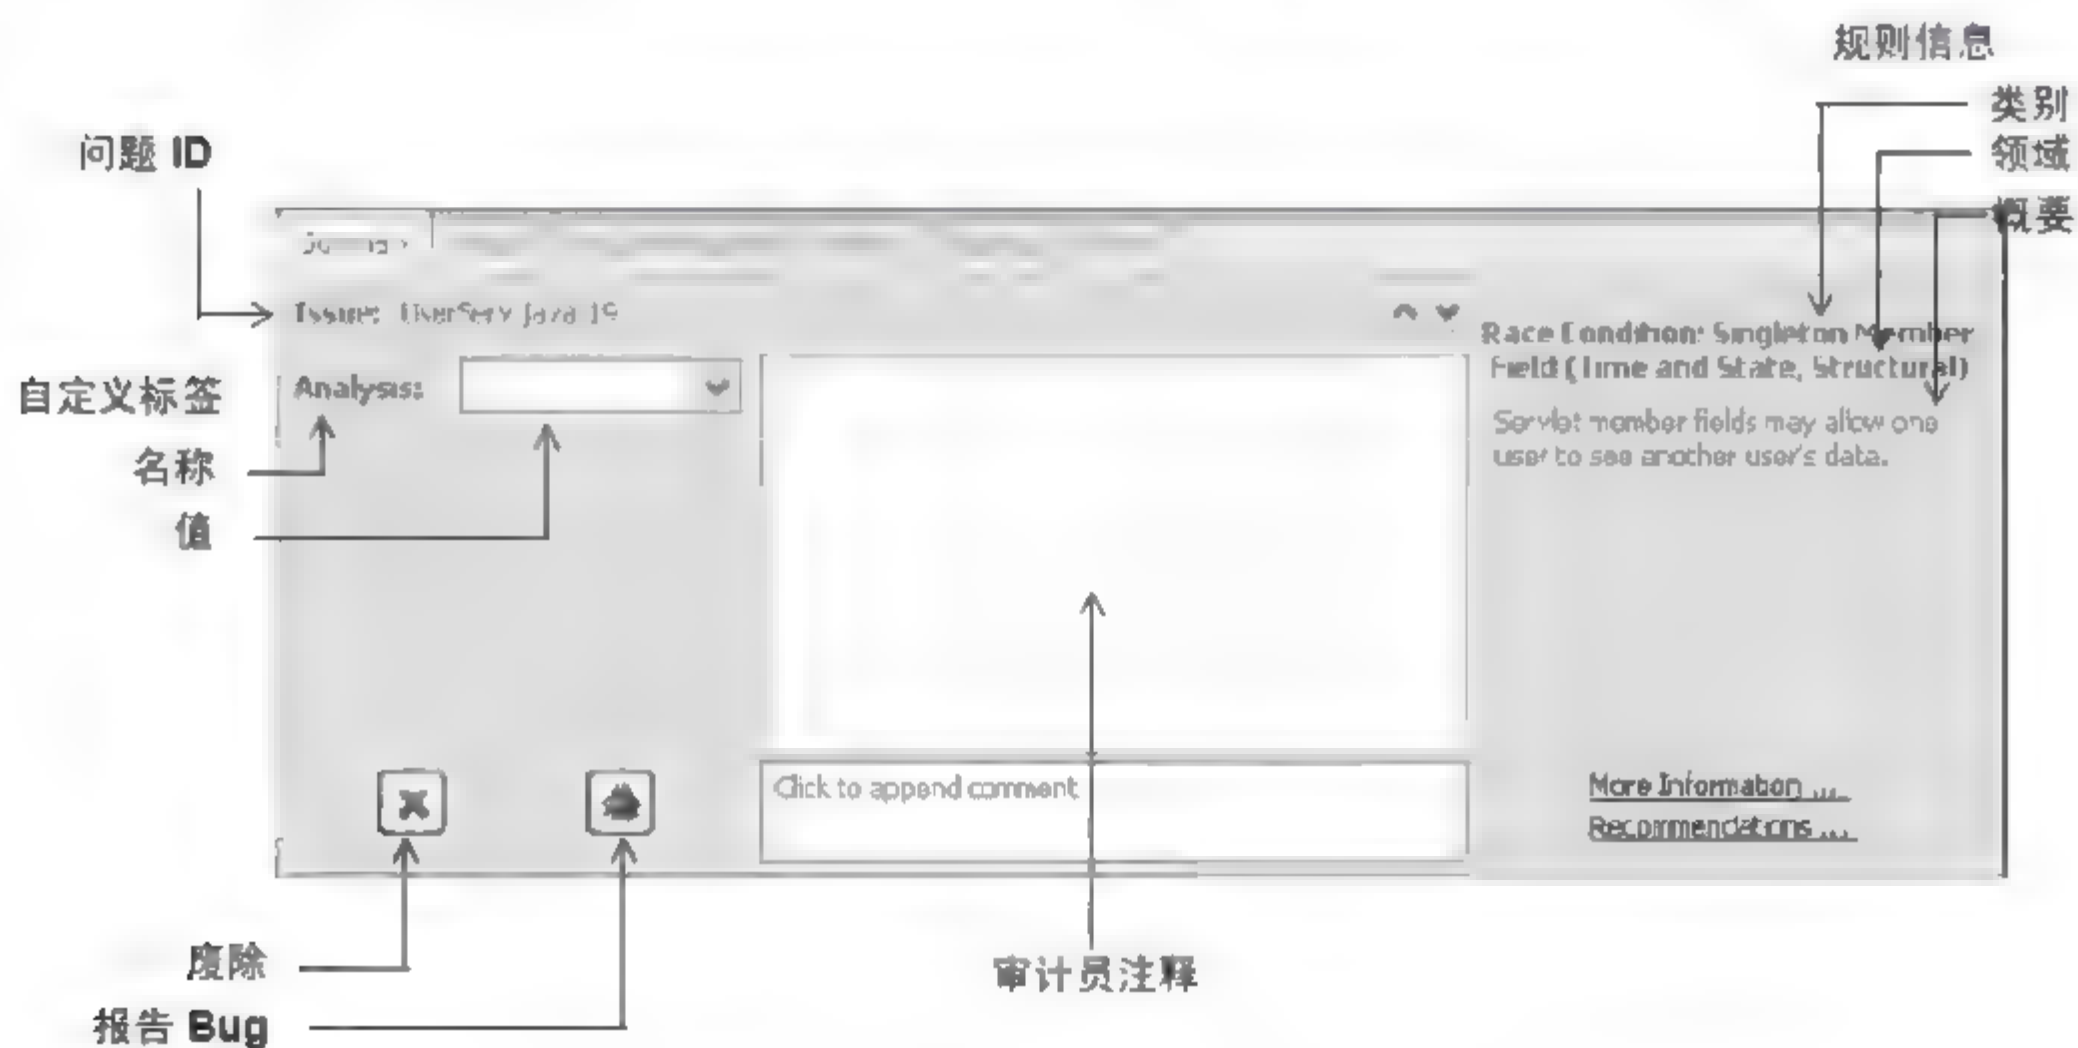 规则信息
类别
领域
概要
问题 ID
Issue: UserServ.java:19
自定义标签
名称
值
Analysis:
Race Condition: Singleton Member
Field (Time and State, Structural)
Servlet member fields may allow one
user to see another user's data.
Click to append comment
More Information ...
Recommendations ...
废除
报告 Bug
审计员注释